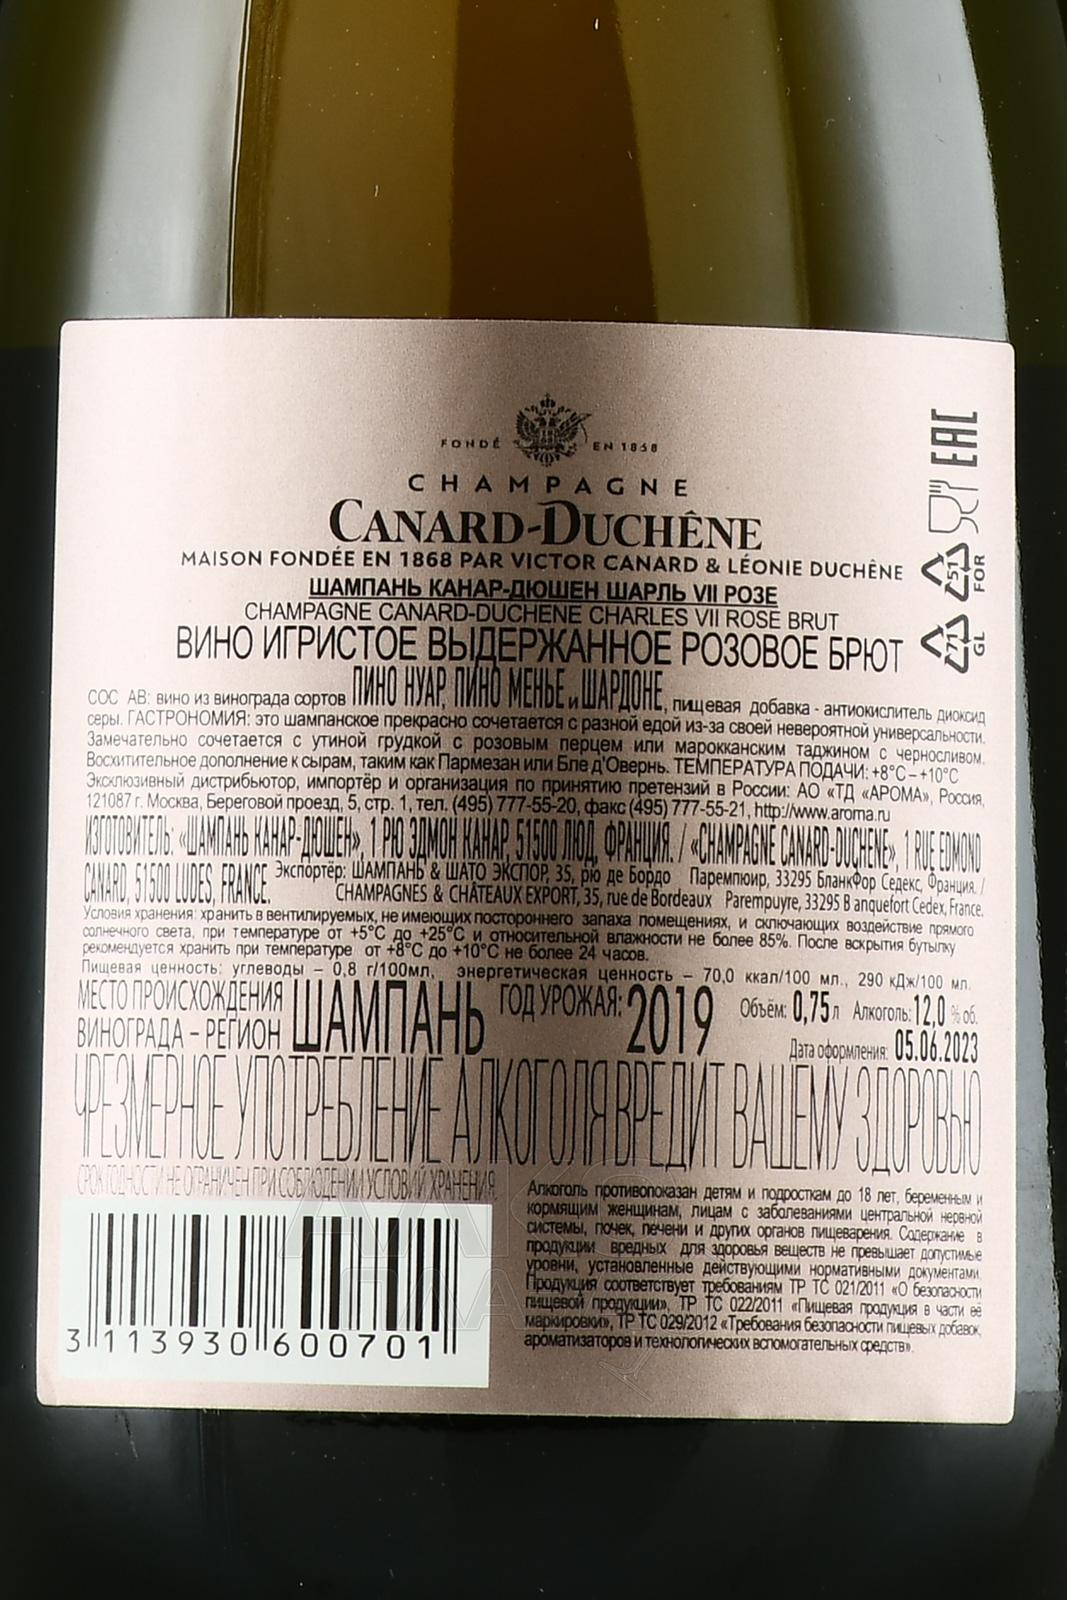 FONDÉ EN 1868
CHAMPAGNE
CANARD-DUCHÊNE
MAISON FONDÉE EN 1868 PAR VICTOR CANARD & LÉONIE DUCHÊNE
ШАМПАНЬ КАНАР-ДЮШЕН ШАРЛЬ VII РОЗЕ
CHAMPAGNE CANARD-DUCHENE CHARLES VII ROSE BRUT
ВИНО ИГРИСТОЕ ВЫДЕРЖАННОЕ РОЗОВОЕ БРЮТ
СОС АВ: вино из винограда сортов ПИНО НУАР, ПИНО МЕНЬЕ и ШАРДОНЕ, пищевая добавка - антиокислитель диоксид
серы. ГАСТРОНОМИЯ: это шампанское прекрасно сочетается с разной едой из-за своей невероятной универсальности.
Замечательно сочетается с утиной грудкой с розовым перцем или марокканским таджином с черносливом.
Восхитительное дополнение к сырам, таким как Пармезан или Бле д'Овернь. ТЕМПЕРАТУРА ПОДАЧИ: +8°С – +10°С
Эксклюзивный дистрибьютор, импортёр и организация по принятию претензий в России: АО «ТД «АРОМА», Россия,
121087 г. Москва, Береговой проезд, 5, стр. 1, тел. (495) 777-55-20, факс (495) 777-55-21, http://www.aroma.ru
ИЗГОТОВИТЕЛЬ: «ШАМПАНЬ КАНАР-ДЮШЕН», 1 РЮ ЭДМОН КАНАР, 51500 ЛЮД, ФРАНЦИЯ. / «CHAMPAGNE CANARD-DUCHENE», 1 RUE EDMOND
CANARD, 51500 LUDES, FRANCE. Экспортёр: ШАМПАНЬ & ШАТО ЭКСПОР, 35, рю де Бордо Паремпюир, 33295 БланкФор Седекс, Франция. /
CHAMPAGNES & CHÂTEAUX EXPORT, 35, rue de Bordeaux Parempuyre, 33295 B anquefort Cedex, France.
Условия хранения: хранить в вентилируемых, не имеющих постороннего запаха помещениях, и сключающих воздействие прямого
солнечного света, при температуре от +5°С до +25°С и относительной влажности не более 85%. После вскрытия бутылку
рекомендуется хранить при температуре от +8°С до +10°С не более 24 часов.
Пищевая ценность: углеводы – 0,8 г/100мл, энергетическая ценность – 70,0 ккал/100 мл., 290 кДж/100 мл.
МЕСТО ПРОИСХОЖДЕНИЯ
ВИНОГРАДА – РЕГИОН ШАМПАНЬ ГОД УРОЖАЯ: 2019 Объём: 0,75 л Алкоголь: 12,0 % об.
Дата оформления: 05.06.2023
ЧРЕЗМЕРНОЕ УПОТРЕБЛЕНИЕ АЛКОГОЛЯ ВРЕДИТ ВАШЕМУ ЗДОРОВЬЮ
СРОК ГОДНОСТИ НЕ ОГРАНИЧЕН ПРИ СОБЛЮДЕНИИ УСЛОВИЙ ХРАНЕНИЯ.
Алкоголь противопоказан детям и подросткам до 18 лет, беременным и
кормящим женщинам, лицам с заболеваниями центральной нервной
системы, почек, печени и других органов пищеварения. Содержание в
продукции вредных для здоровья веществ не превышает допустимые
уровни, установленные действующими нормативными документами.
Продукция соответствует требованиям ТР ТС 021/2011 «О безопасности
пищевой продукции», ТР ТС 022/2011 «Пищевая продукция в части её
маркировки», ТР ТС 029/2012 «Требования безопасности пищевых добавок,
ароматизаторов и технологических вспомогательных средств».
3 113930 600701
EAC
51
FOR
71
GL